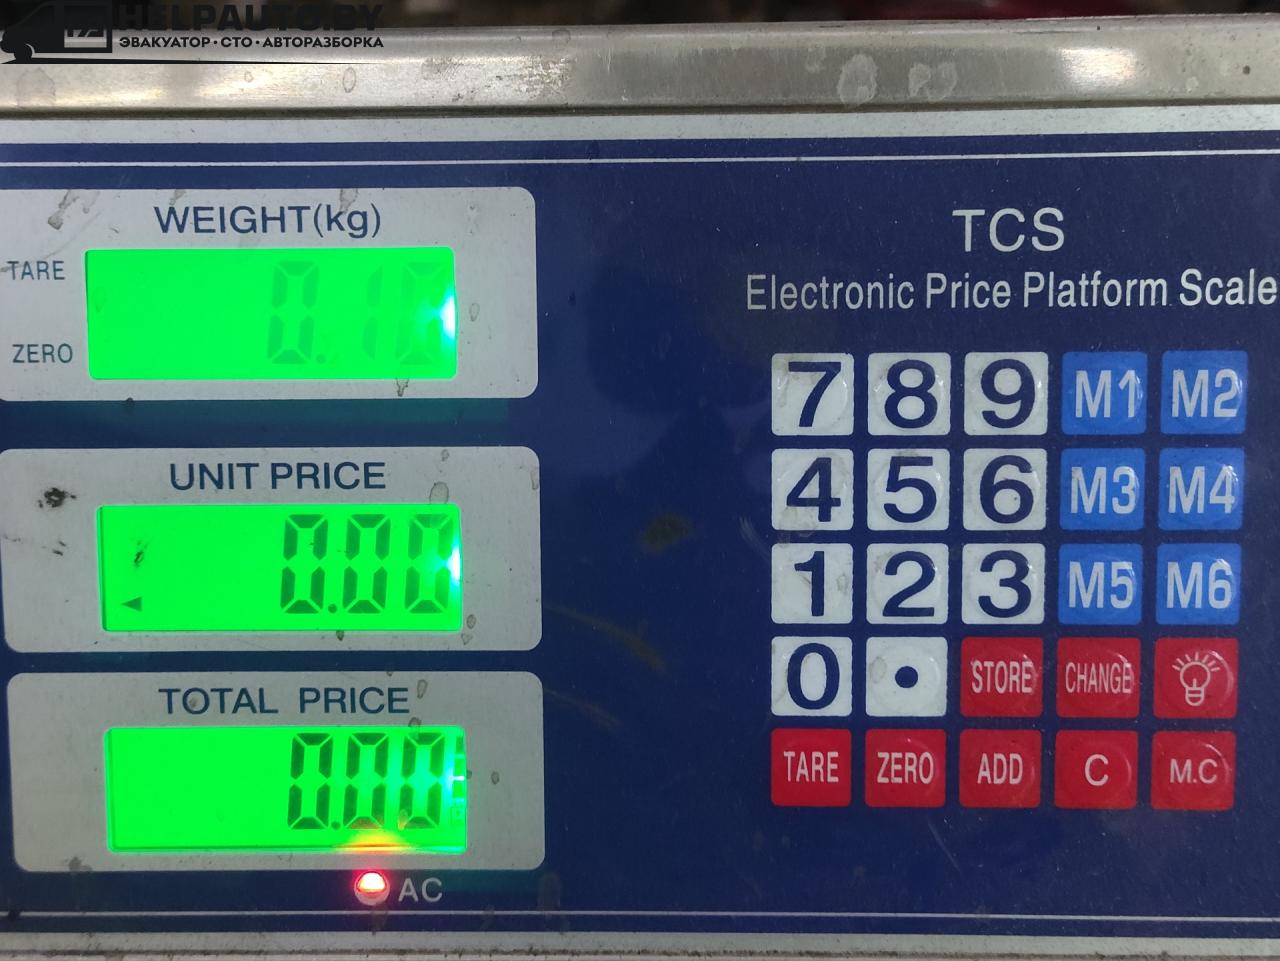 HELPAUTO.BY
ЭВАКУАТОР • СТО • АВТОРАЗБОРКА
WEIGHT(kg)
TARE
0.10
ZERO
UNIT PRICE
0.00
TOTAL PRICE
0.00
AC
TCS
Electronic Price Platform Scale
7 8 9 M1 M2
4 5 6 M3 M4
1 2 3 M5 M6
0 • STORE CHANGE
TARE ZERO ADD C M.C